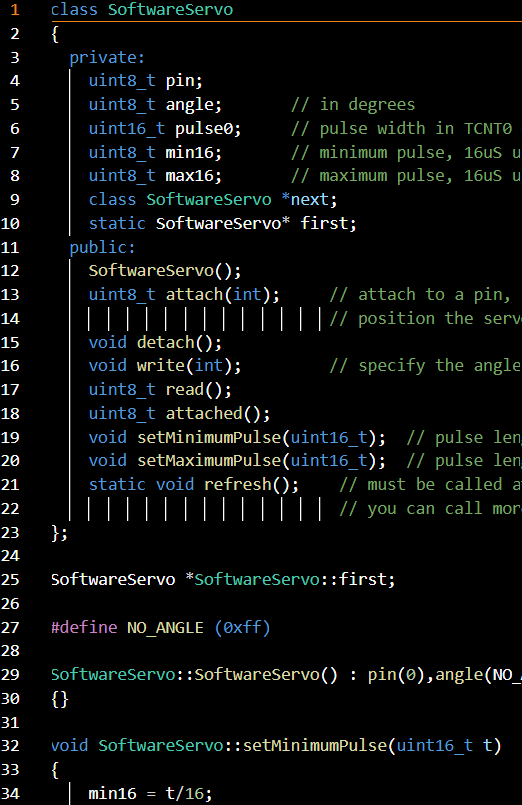 1 class SoftwareServo
2 {
3 private:
4 uint8_t pin;
5 uint8_t angle; // in degrees
6 uint16_t pulse0; // pulse width in TCNT0
7 uint8_t min16; // minimum pulse, 16uS u
8 uint8_t max16; // maximum pulse, 16uS u
9 class SoftwareServo *next;
10 static SoftwareServo* first;
11 public:
12 SoftwareServo();
13 uint8_t attach(int); // attach to a pin,
14 // position the serv
15 void detach();
16 void write(int); // specify the angle
17 uint8_t read();
18 uint8_t attached();
19 void setMinimumPulse(uint16_t); // pulse len
20 void setMaximumPulse(uint16_t); // pulse len
21 static void refresh(); // must be called a
22 // you can call mor
23 };
24
25 SoftwareServo *SoftwareServo::first;
26
27 #define NO_ANGLE (0xff)
28
29 SoftwareServo::SoftwareServo() : pin(0),angle(NO_
30 {}
31
32 void SoftwareServo::setMinimumPulse(uint16_t t)
33 {
34 min16 = t/16;